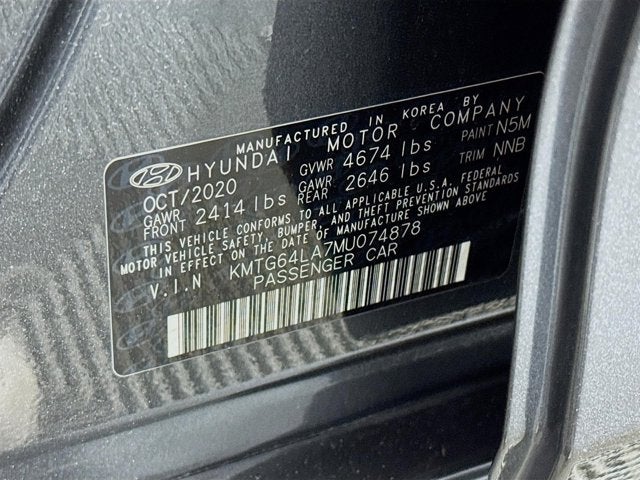 MANUFACTURED IN KOREA BY
HYUNDAI MOTOR COMPANY
OCT/2020 GVWR 4674 lbs PAINT N5M
GAWR FRONT 2414 lbs GAWR REAR 2646 lbs TRIM NNB
THIS VEHICLE CONFORMS TO ALL APPLICABLE U.S.A. FEDERAL
MOTOR VEHICLE SAFETY, BUMPER, AND THEFT PREVENTION STANDARDS
IN EFFECT ON THE DATE OF MANUFACTURE SHOWN ABOVE.
V.I.N KMTG64LA7MU074878
PASSENGER CAR